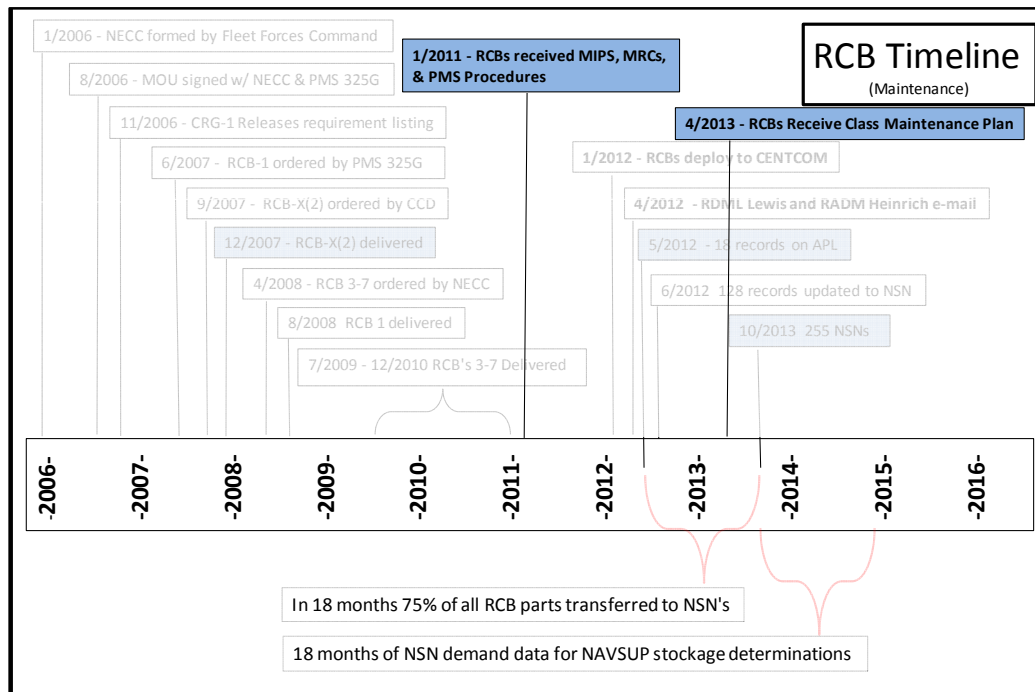 RCB Timeline
(Maintenance)
1/2006 - NECC formed by Fleet Forces Command
8/2006 - MOU signed w/ NECC & PMS 325G
11/2006 - CRG-1 Releases requirement listing
6/2007 - RCB-1 ordered by PMS 325G
9/2007 - RCB-X(2) ordered by CCD
12/2007 - RCB-X(2) delivered
4/2008 - RCB 3-7 ordered by NECC
8/2008 RCB 1 delivered
7/2009 - 12/2010 RCB's 3-7 Delivered
1/2011 - RCBs received MIPS, MRCs,
& PMS Procedures
4/2013 - RCBs Receive Class Maintenance Plan
1/2012 - RCBs deploy to CENTCOM
4/2012 - RDML Lewis and RADM Heinrich e-mail
5/2012 - 18 records on APL
6/2012 128 records updated to NSN
10/2013 255 NSNs
-2006-
-2007-
-2008-
-2009-
-2010-
-2011-
-2012-
-2013-
-2014-
-2015-
-2016-
In 18 months 75% of all RCB parts transferred to NSN's
18 months of NSN demand data for NAVSUP stockage determinations